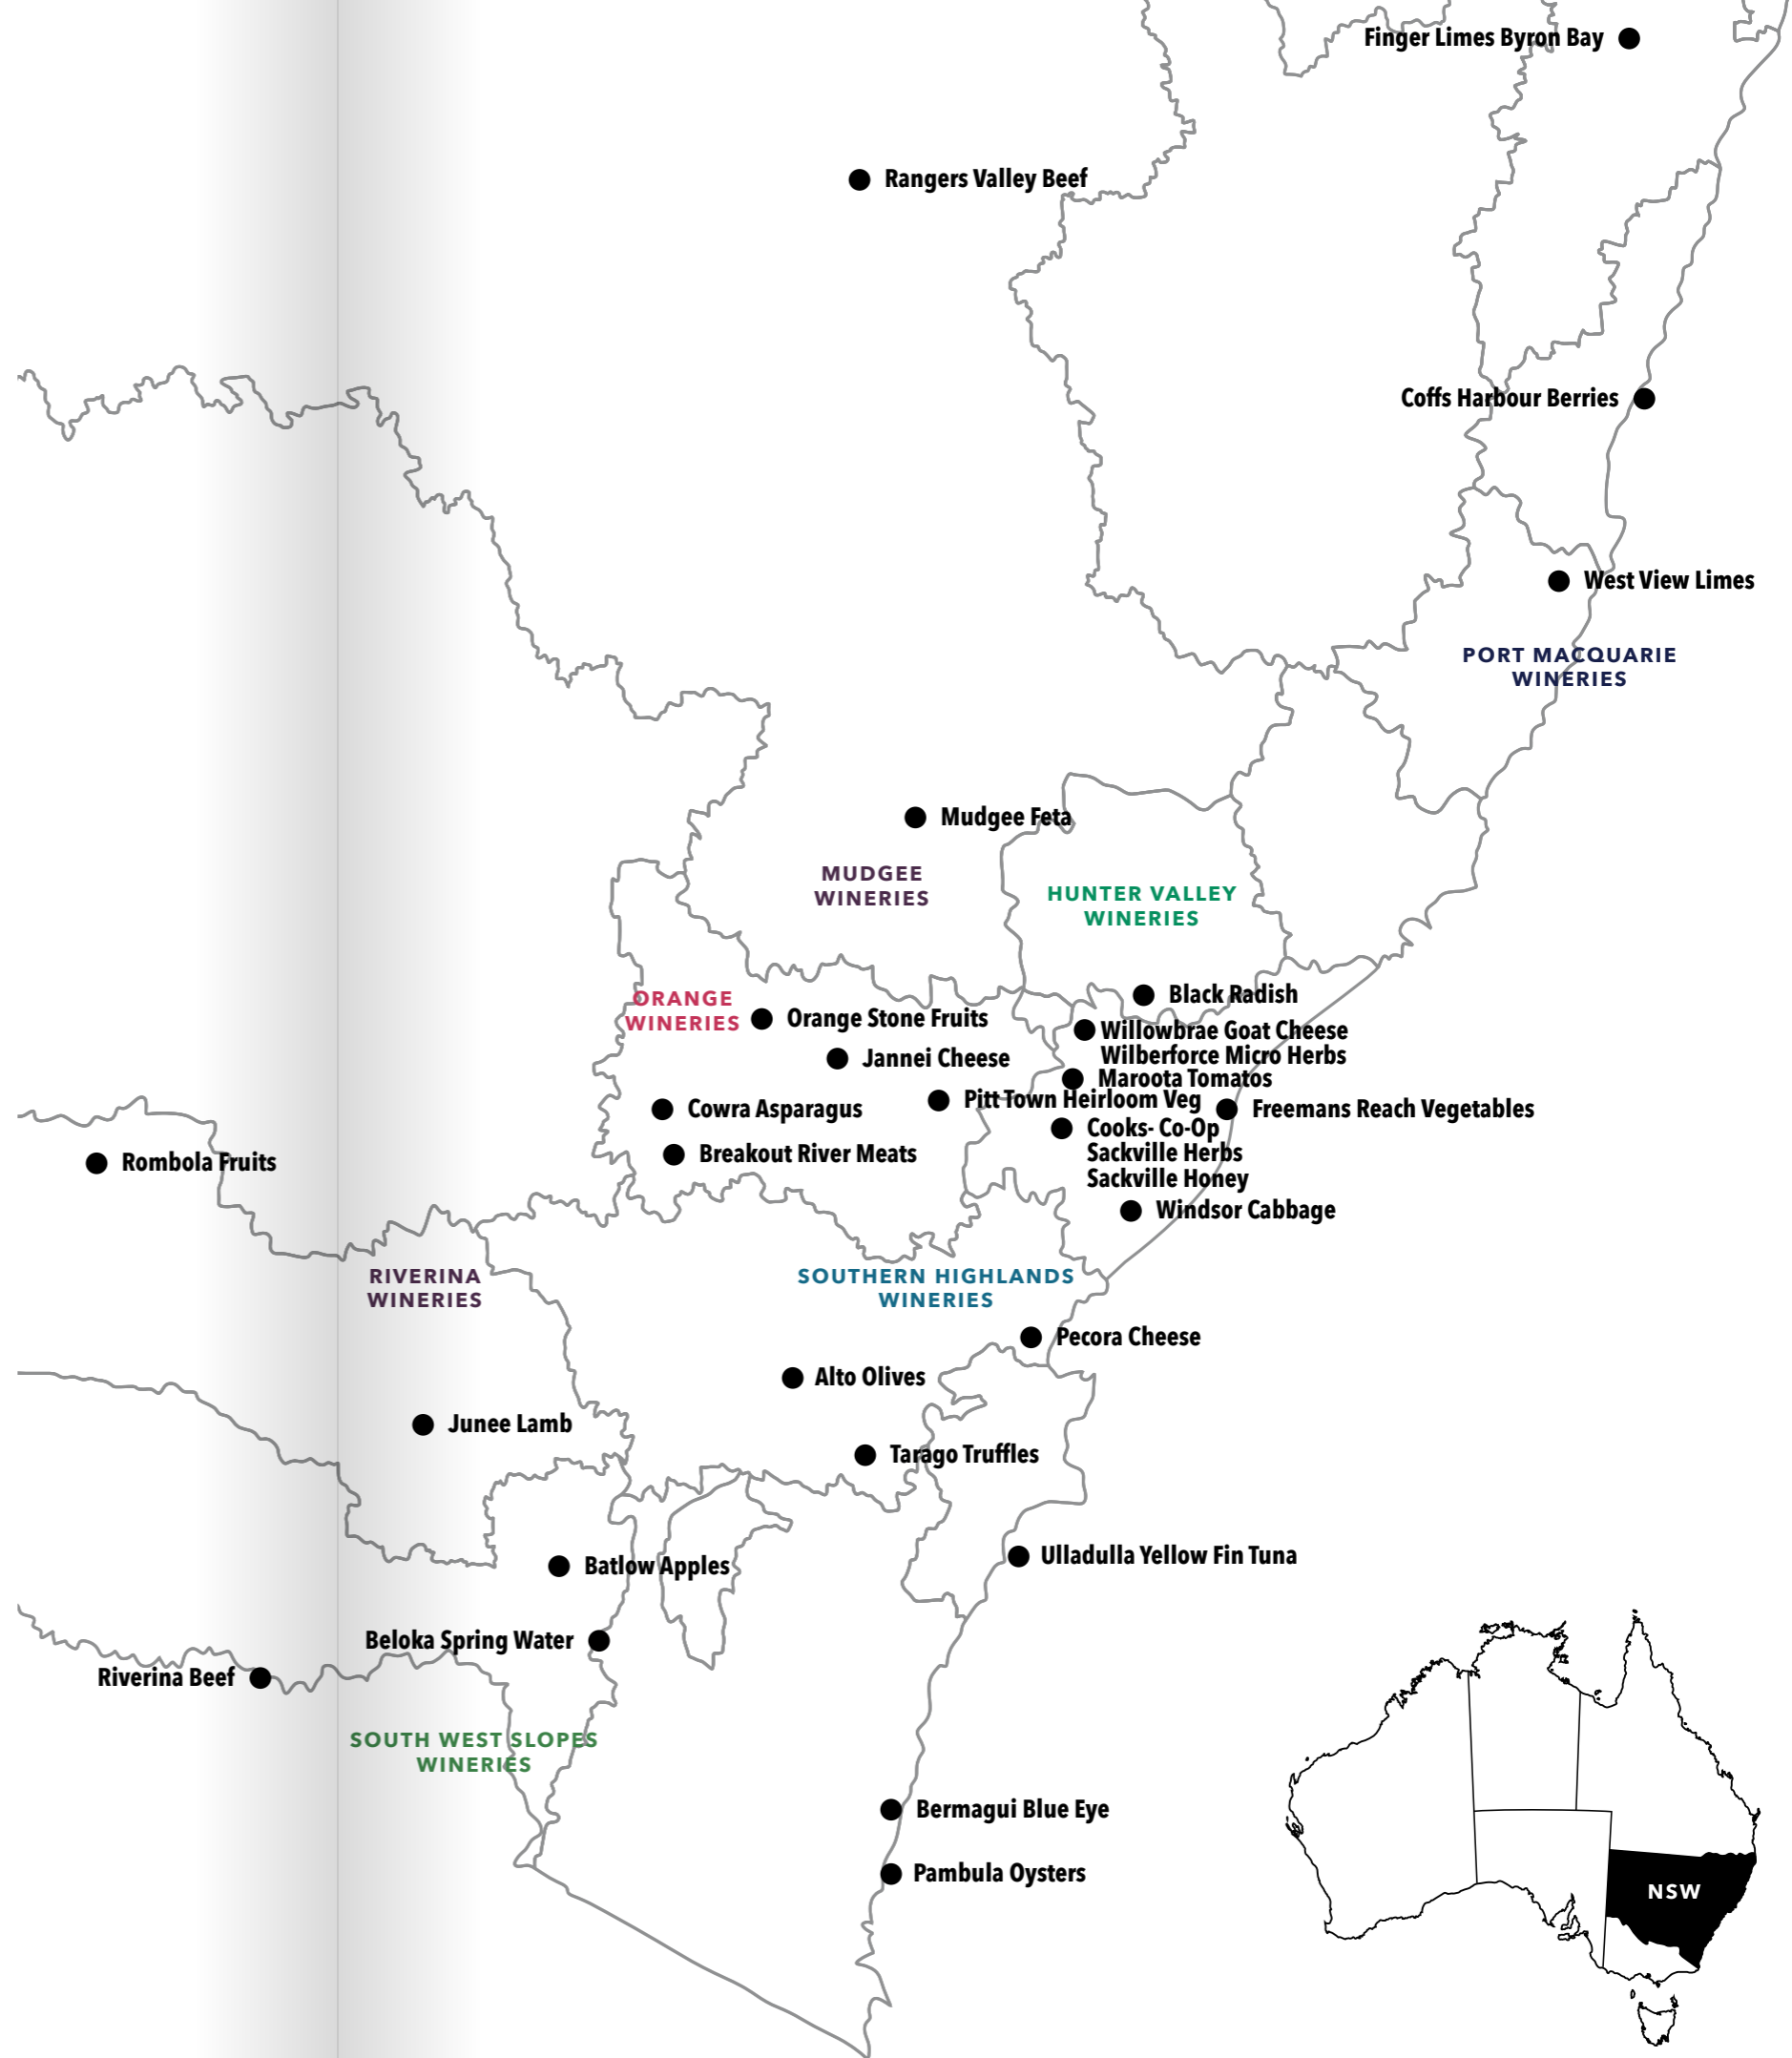 Finger Limes Byron Bay
Rangers Valley Beef
Coffs Harbour Berries
West View Limes
PORT MACQUARIE
WINERIES
Mudgee Feta
MUDGEE
WINERIES
HUNTER VALLEY
WINERIES
Black Radish
ORANGE
WINERIES
Orange Stone Fruits
Willowbrae Goat Cheese
Wilberforce Micro Herbs
Jannei Cheese
Maroota Tomatos
Pitt Town Heirloom Veg
Cowra Asparagus
Freemans Reach Vegetables
Cooks- Co-Op
Sackville Herbs
Sackville Honey
Breakout River Meats
Rombola Fruits
Windsor Cabbage
RIVERINA
WINERIES
SOUTHERN HIGHLANDS
WINERIES
Pecora Cheese
Alto Olives
Junee Lamb
Tarago Truffles
Ulladulla Yellow Fin Tuna
Batlow Apples
Beloka Spring Water
Riverina Beef
SOUTH WEST SLOPES
WINERIES
Bermagui Blue Eye
Pambula Oysters
NSW